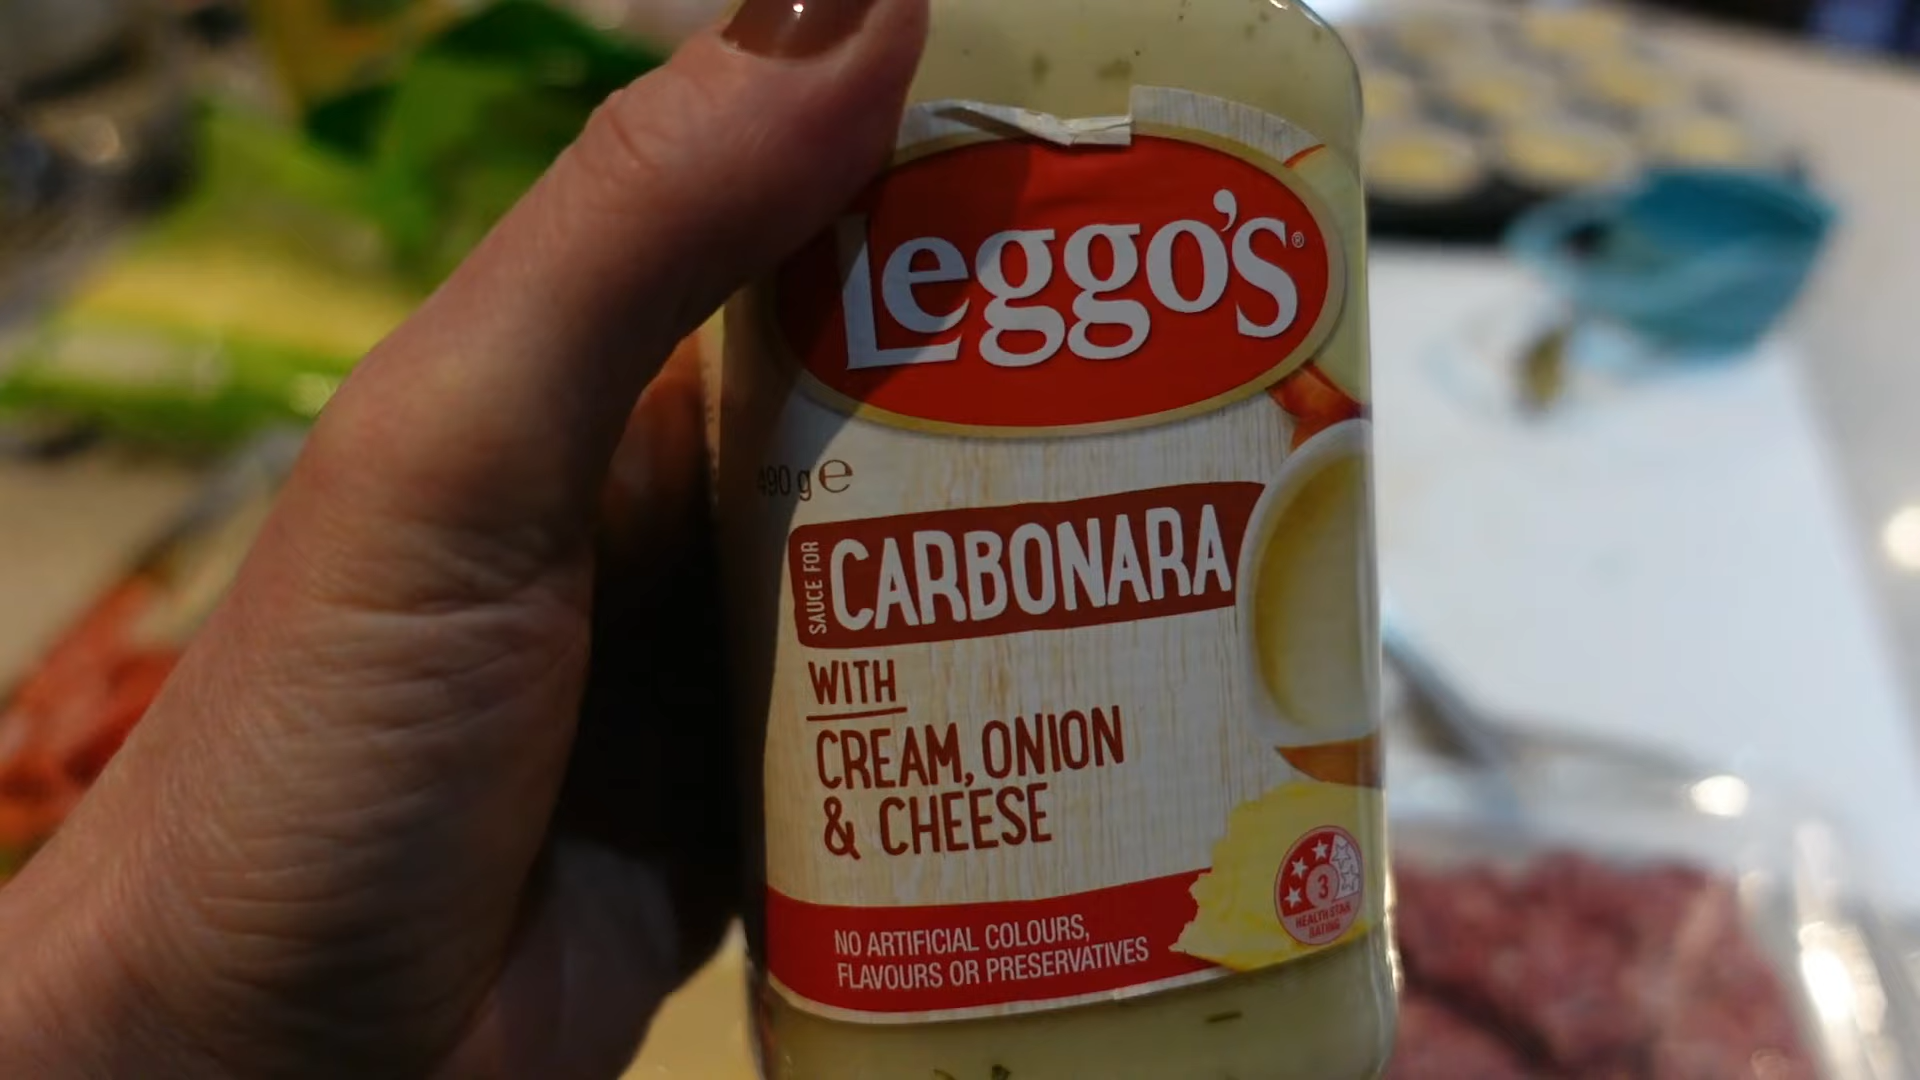 Leggo's®
490 g e
SAUCE FOR
CARBONARA
WITH
CREAM, ONION
& CHEESE
3
HEALTH STAR
RATING
NO ARTIFICIAL COLOURS,
FLAVOURS OR PRESERVATIVES